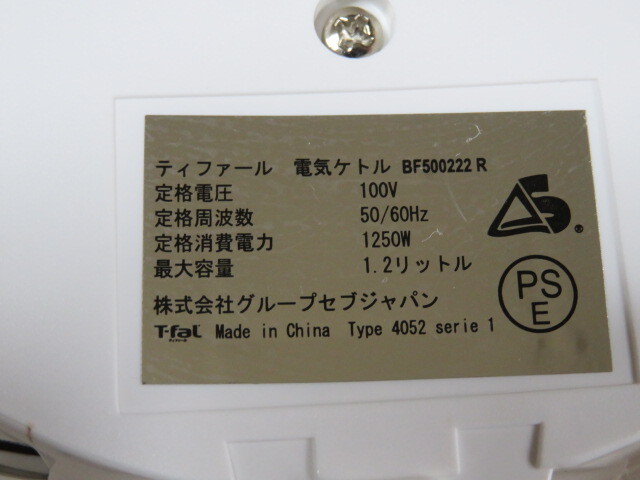 ティファール 電気ケトル BF500222 R
定格電圧 100V
定格周波数 50/60Hz
定格消費電力 1250W
最大容量 1.2リットル
株式会社グループセブジャパン
T-fal Made in China Type 4052 serie 1
S
®
PS
E